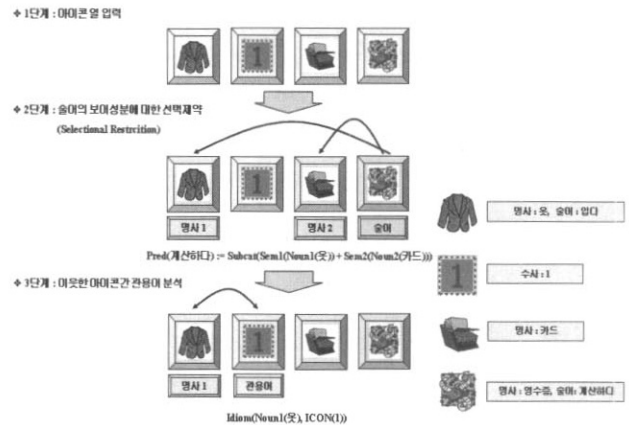 ❖ 1단계 : 아이콘 열 입력
1
❖ 2단계 : 술어의 보어성분에 대한 선택제약
(Selectional Restrcition)
1
명사 1
명사 2
술어
명사 : 옷, 술어 : 입다
Pred(계산하다) := Subcat(Sem1(Noun1(옷)) + Sem2(Noun2(카드)))
1
수사 : 1
❖ 3단계 : 이웃한 아이콘간 관용어 분석
1
명사 : 카드
명사 1
관용어
명사 : 영수증, 술어 : 계산하다
Idiom(Noun1(옷), ICON(1))